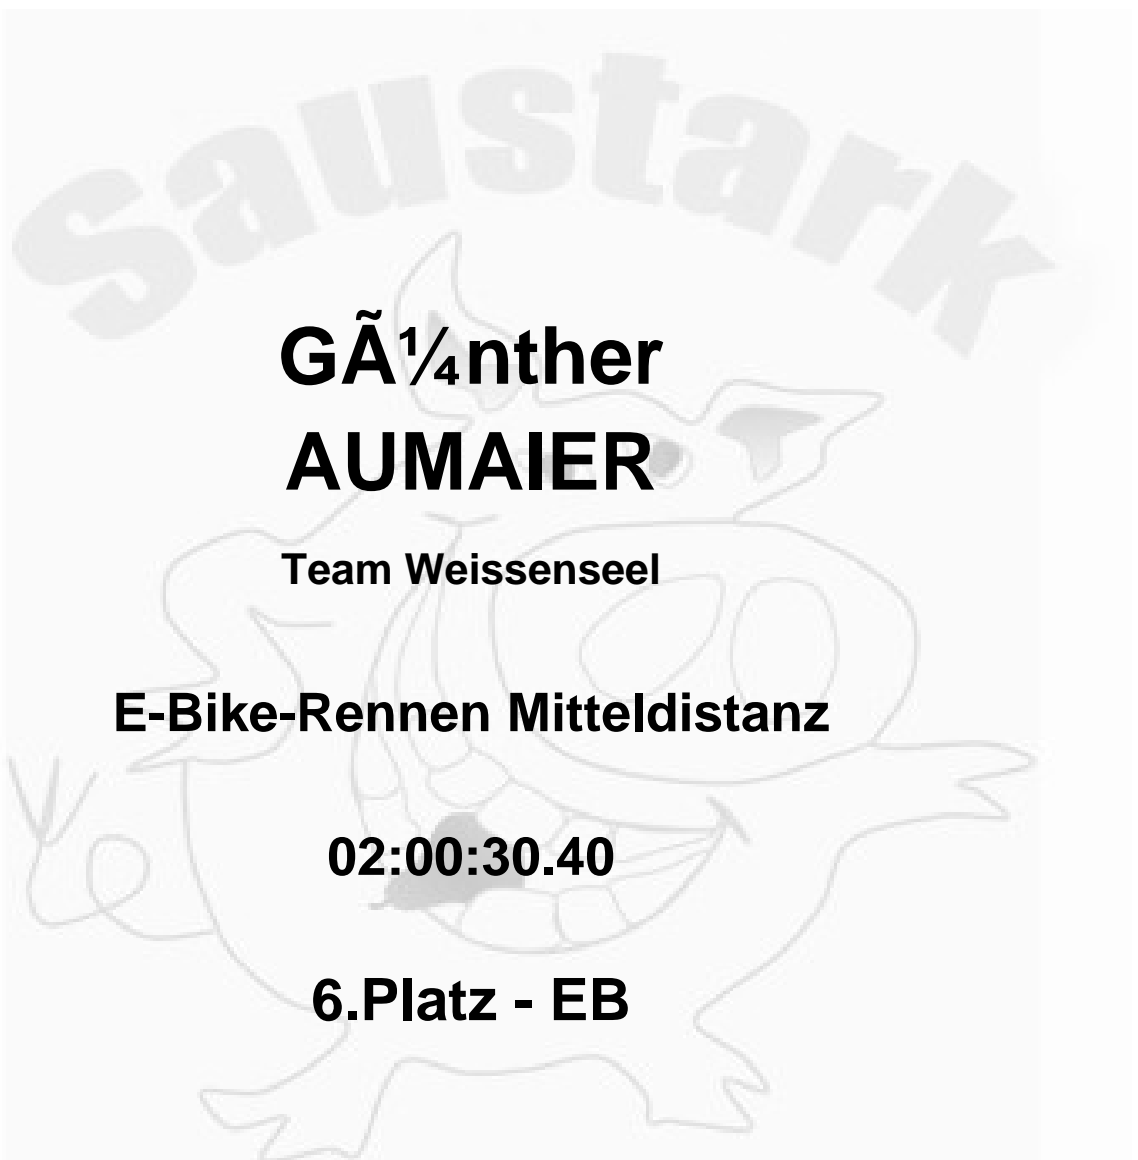 Saustark
GÃ¼nther
AUMAIER
Team Weissenseel
E-Bike-Rennen Mitteldistanz
02:00:30.40
6.Platz - EB